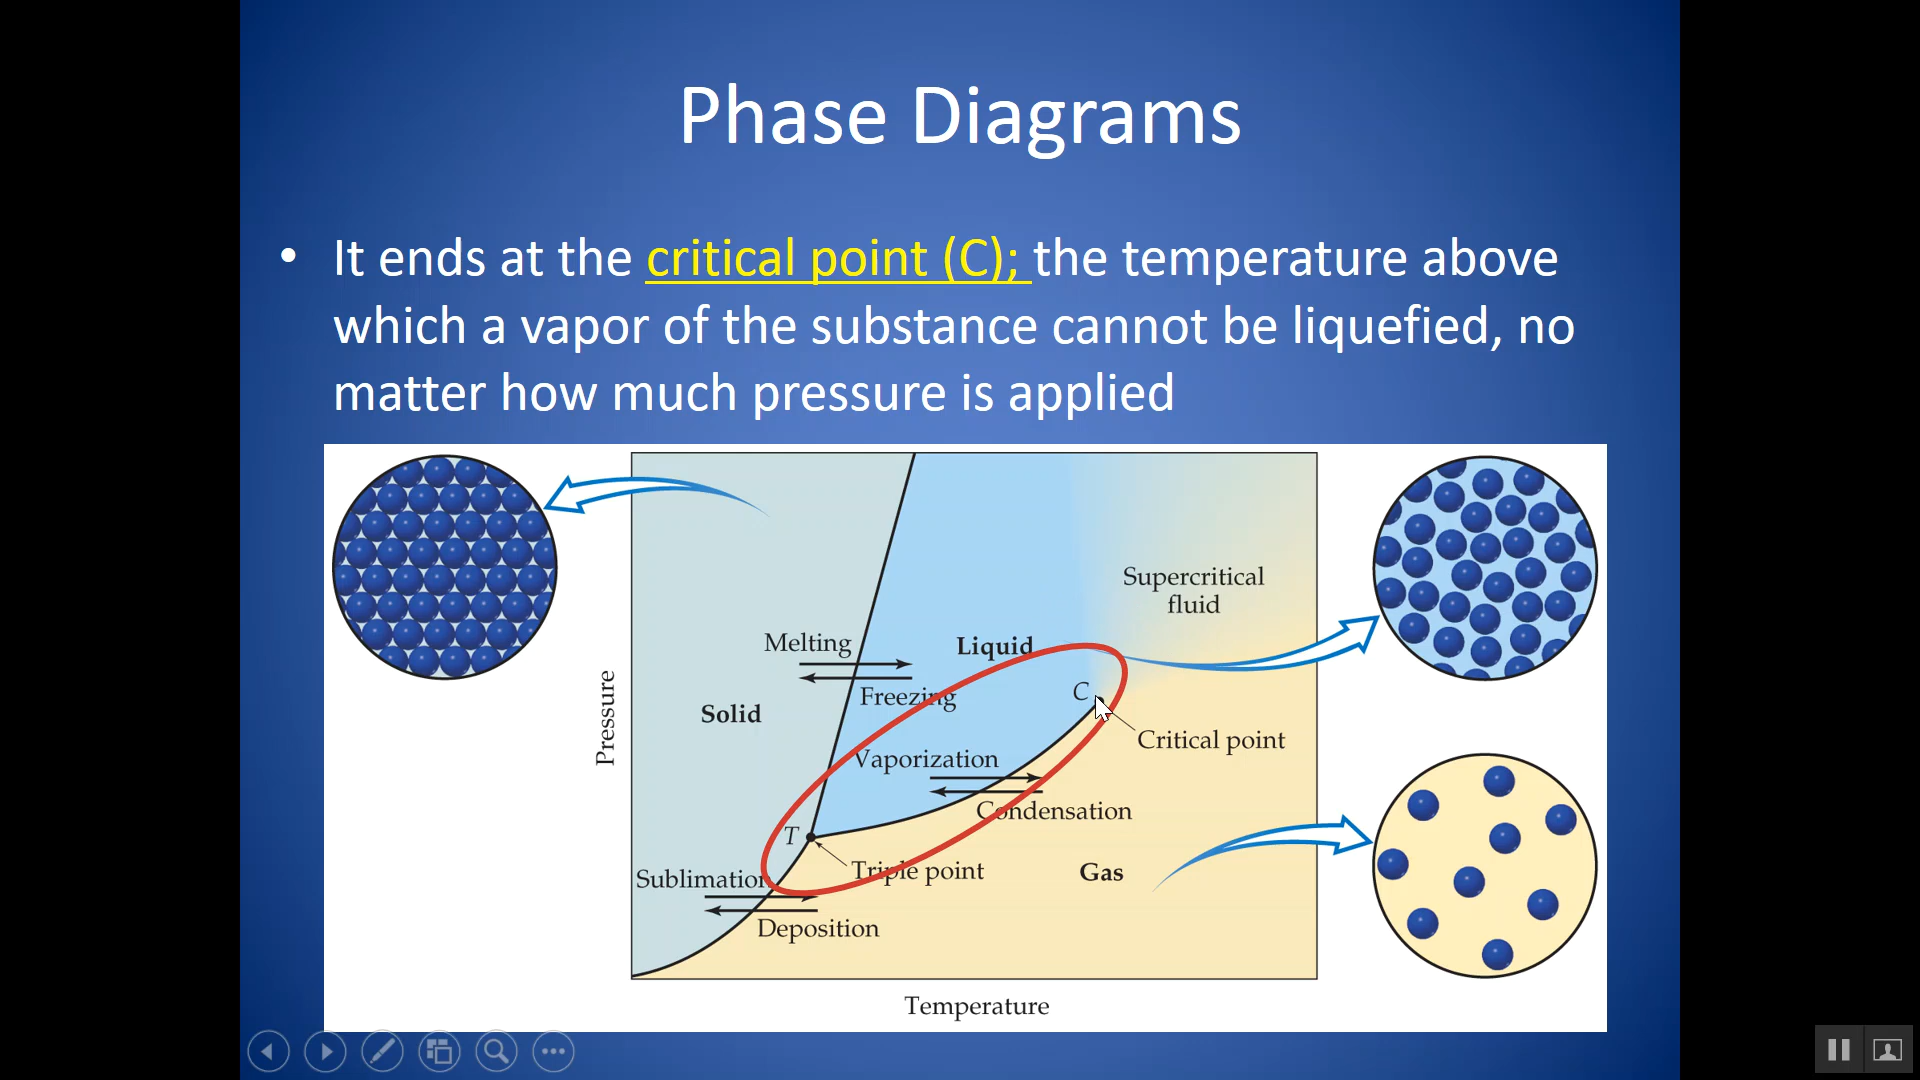 Phase Diagrams
• It ends at the critical point (C); the temperature above
which a vapor of the substance cannot be liquefied, no
matter how much pressure is applied
Supercritical
fluid
Melting
Liquid
Freezing
C
Solid
Critical point
Pressure
Vaporization
Condensation
T
Triple point
Gas
Sublimation
Deposition
Temperature